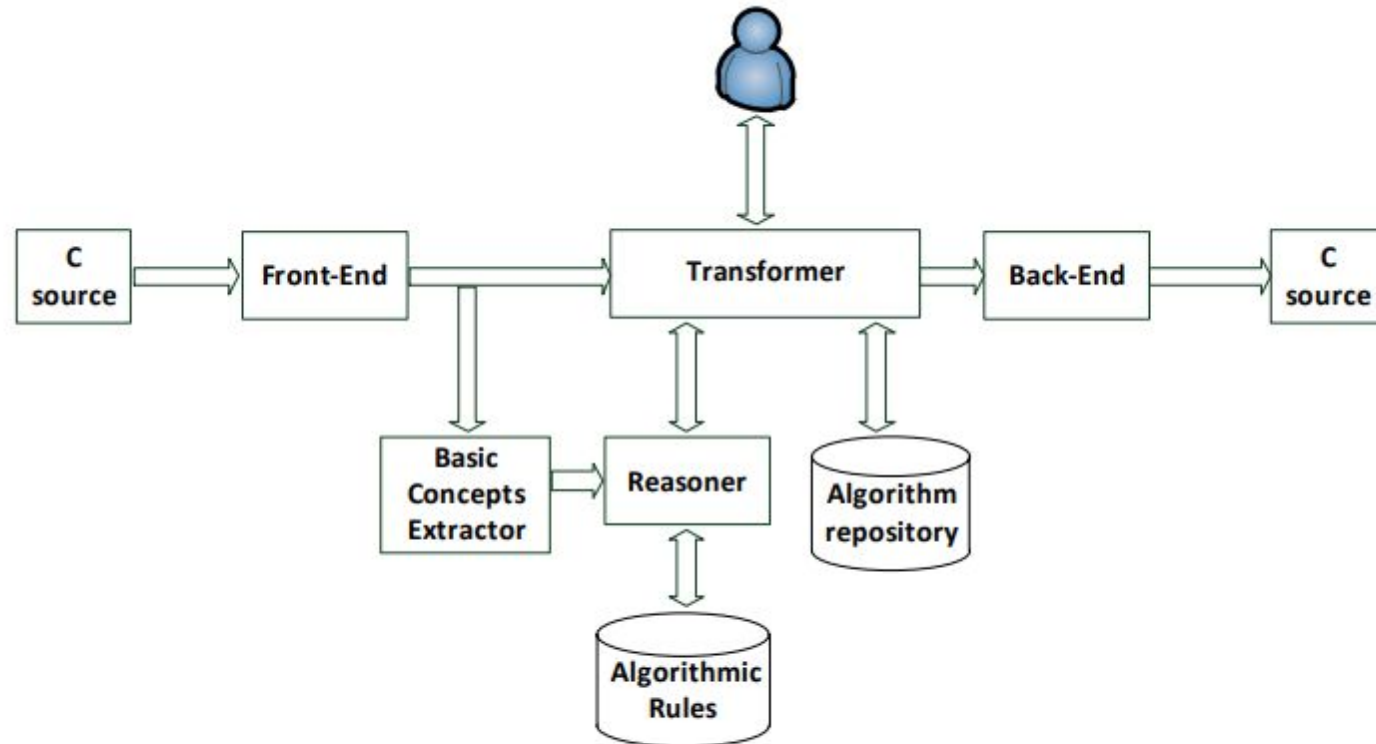 C
source
Front-End
Transformer
Back-End
C
source
Basic
Concepts
Extractor
Reasoner
Algorithm
repository
Algorithmic
Rules